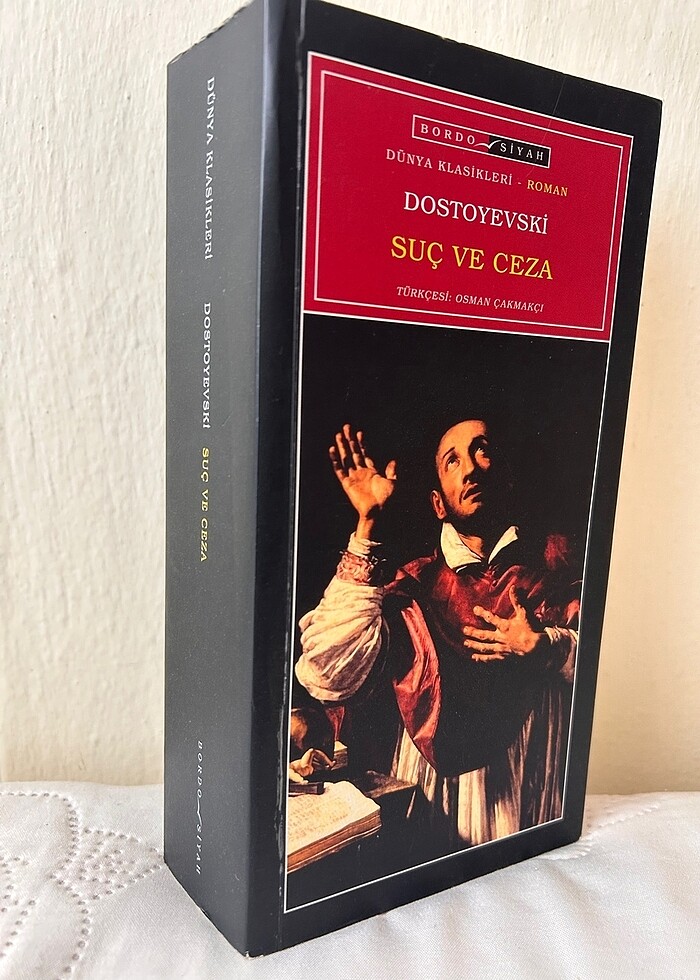 BORDO SİYAH
DÜNYA KLASİKLERİ - ROMAN
DOSTOYEVSKİ
SUÇ VE CEZA
TÜRKÇESİ: OSMAN ÇAKMAKÇI
DÜNYA KLASİKLERİ DOSTOYEVSKİ SUÇ VE CEZA BORDO SİYAH